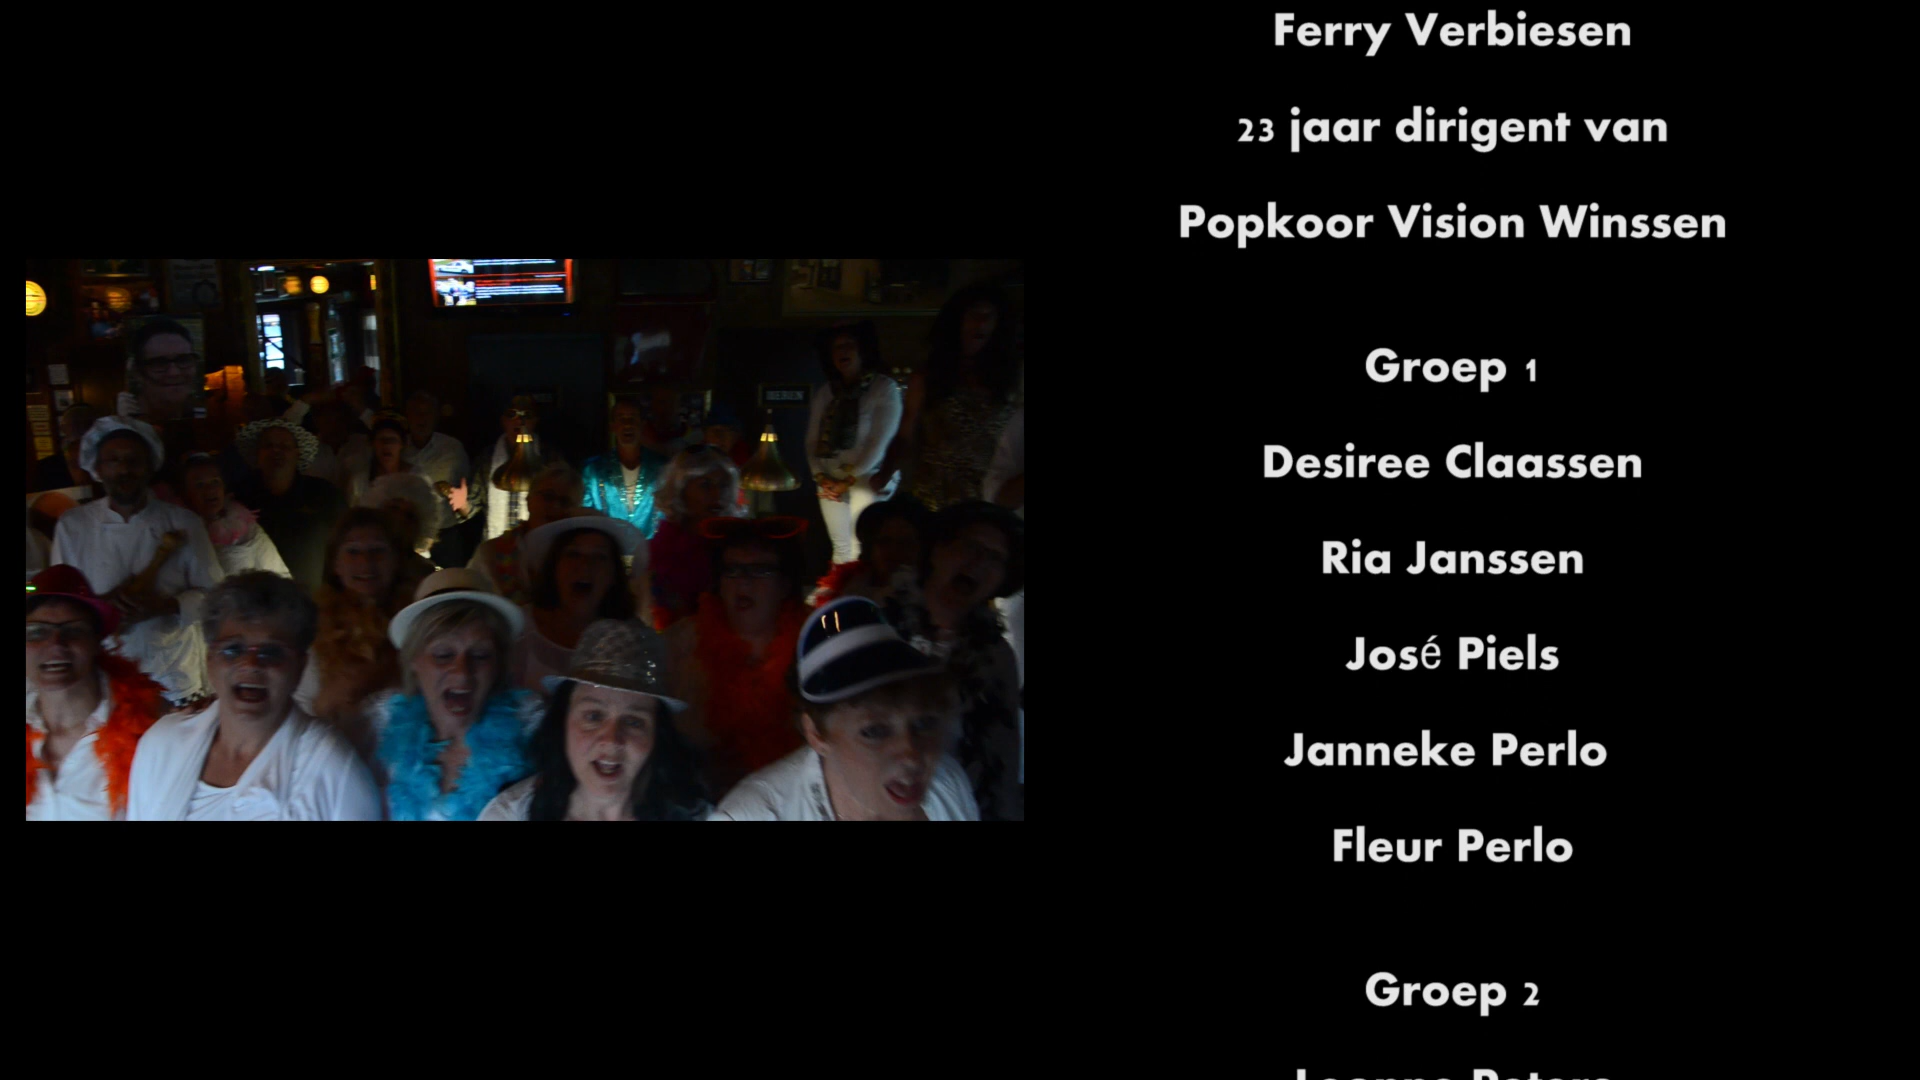 Ferry Verbiesen
23 jaar dirigent van
Popkoor Vision Winssen
Groep 1
Desiree Claassen
Ria Janssen
José Piels
Janneke Perlo
Fleur Perlo
Groep 2
HEREN